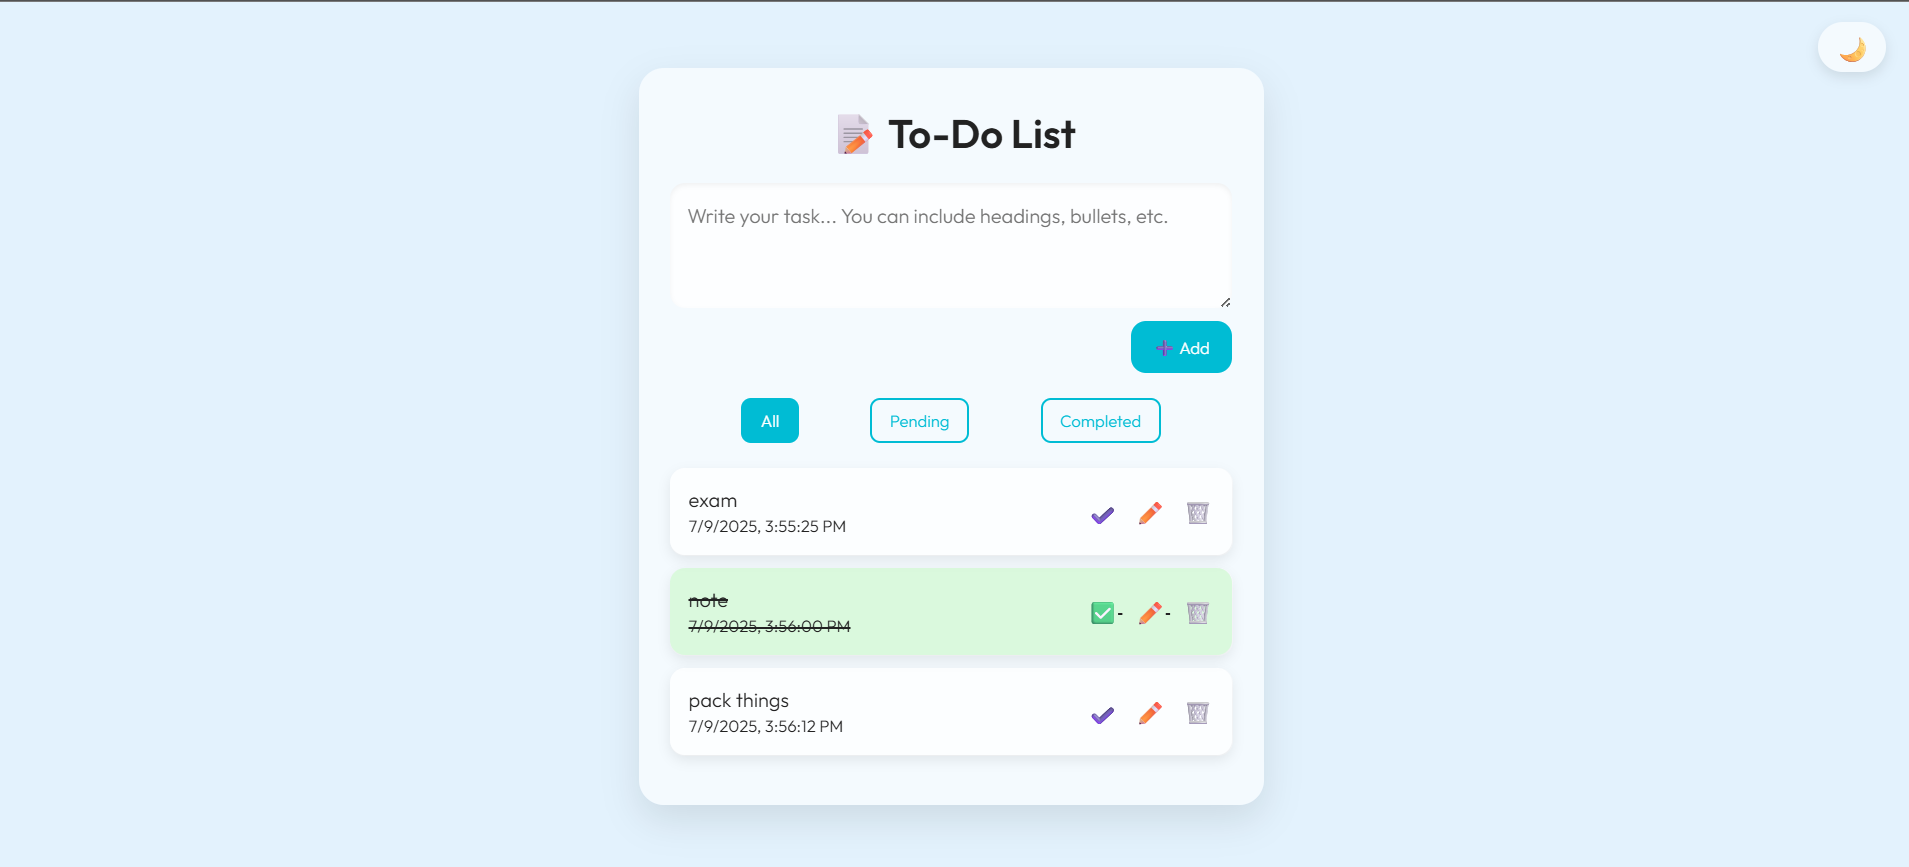 To-Do List
Write your task... You can include headings, bullets, etc.
Add
All Pending Completed
exam
7/9/2025, 3:55:25 PM
note
7/9/2025, 3:56:00 PM
pack things
7/9/2025, 3:56:12 PM